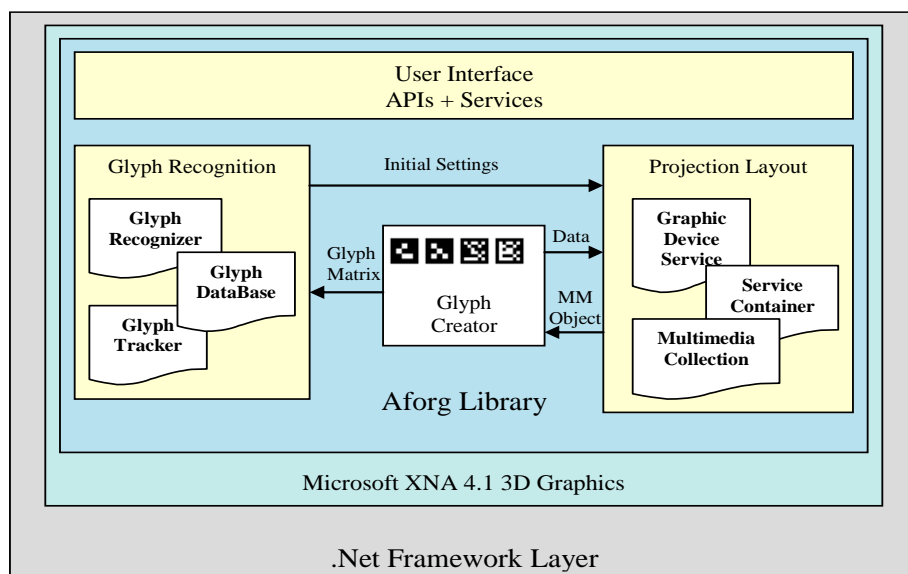 User Interface
APIs + Services
Glyph Recognition
Initial Settings
Projection Layout
Glyph
Recognizer
Glyph
DataBase
Glyph
Tracker
Glyph
Matrix
Glyph
Creator
Data
MM
Object
Graphic
Device
Service
Service
Container
Multimedia
Collection
Aforg Library
Microsoft XNA 4.1 3D Graphics
.Net Framework Layer